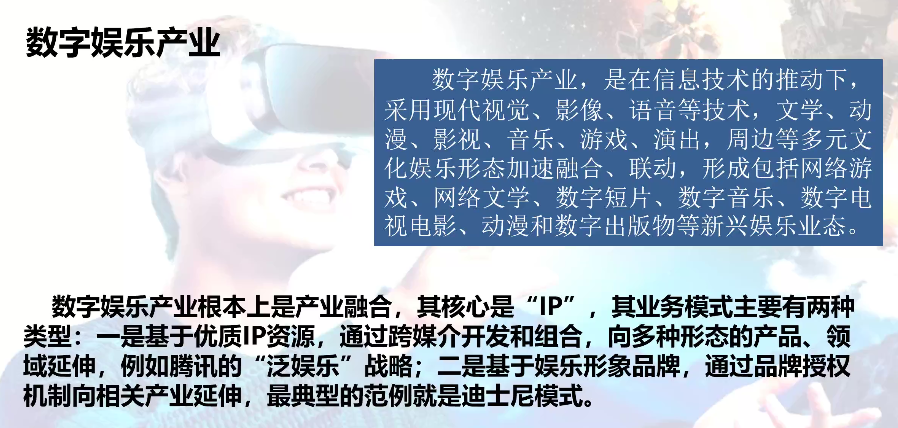 数字娱乐产业
数字娱乐产业，是在信息技术的推动下，
采用现代视觉、影像、语音等技术，文学、动
漫、影视、音乐、游戏、演出，周边等多元文
化娱乐形态加速融合、联动，形成包括网络游
戏、网络文学、数字短片、数字音乐、数字电
视电影、动漫和数字出版物等新兴娱乐业态。
数字娱乐产业根本上是产业融合，其核心是“IP”，其业务模式主要有两种
类型：一是基于优质IP资源，通过跨媒介开发和组合，向多种形态的产品、领
域延伸，例如腾讯的“泛娱乐”战略；二是基于娱乐形象品牌，通过品牌授权
机制向相关产业延伸，最典型的范例就是迪士尼模式。